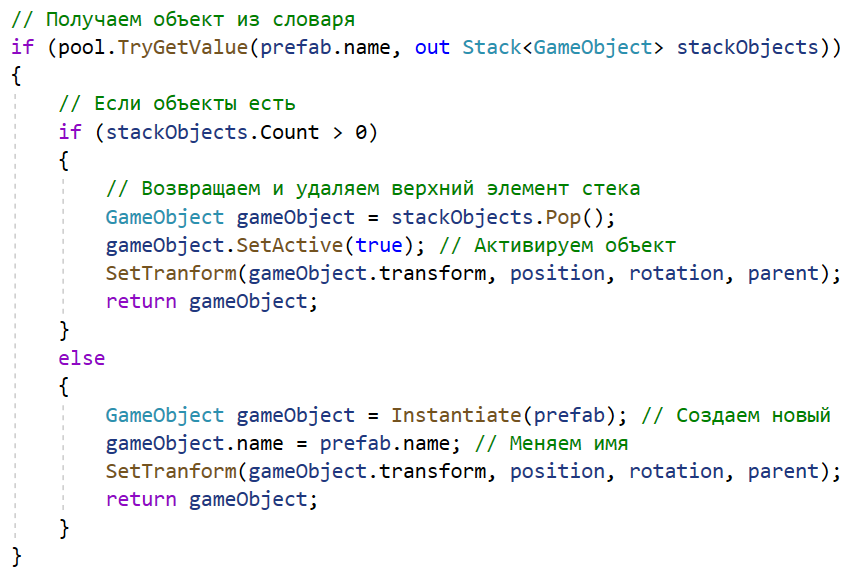 // Получаем объект из словаря
if (pool.TryGetValue(prefab.name, out Stack<GameObject> stackObjects))
{
    // Если объекты есть
    if (stackObjects.Count > 0)
    {
        // Возвращаем и удаляем верхний элемент стека
        GameObject gameObject = stackObjects.Pop();
        gameObject.SetActive(true); // Активируем объект
        SetTranform(gameObject.transform, position, rotation, parent);
        return gameObject;
    }
    else
    {
        GameObject gameObject = Instantiate(prefab); // Создаем новый
        gameObject.name = prefab.name; // Меняем имя
        SetTranform(gameObject.transform, position, rotation, parent);
        return gameObject;
    }
}